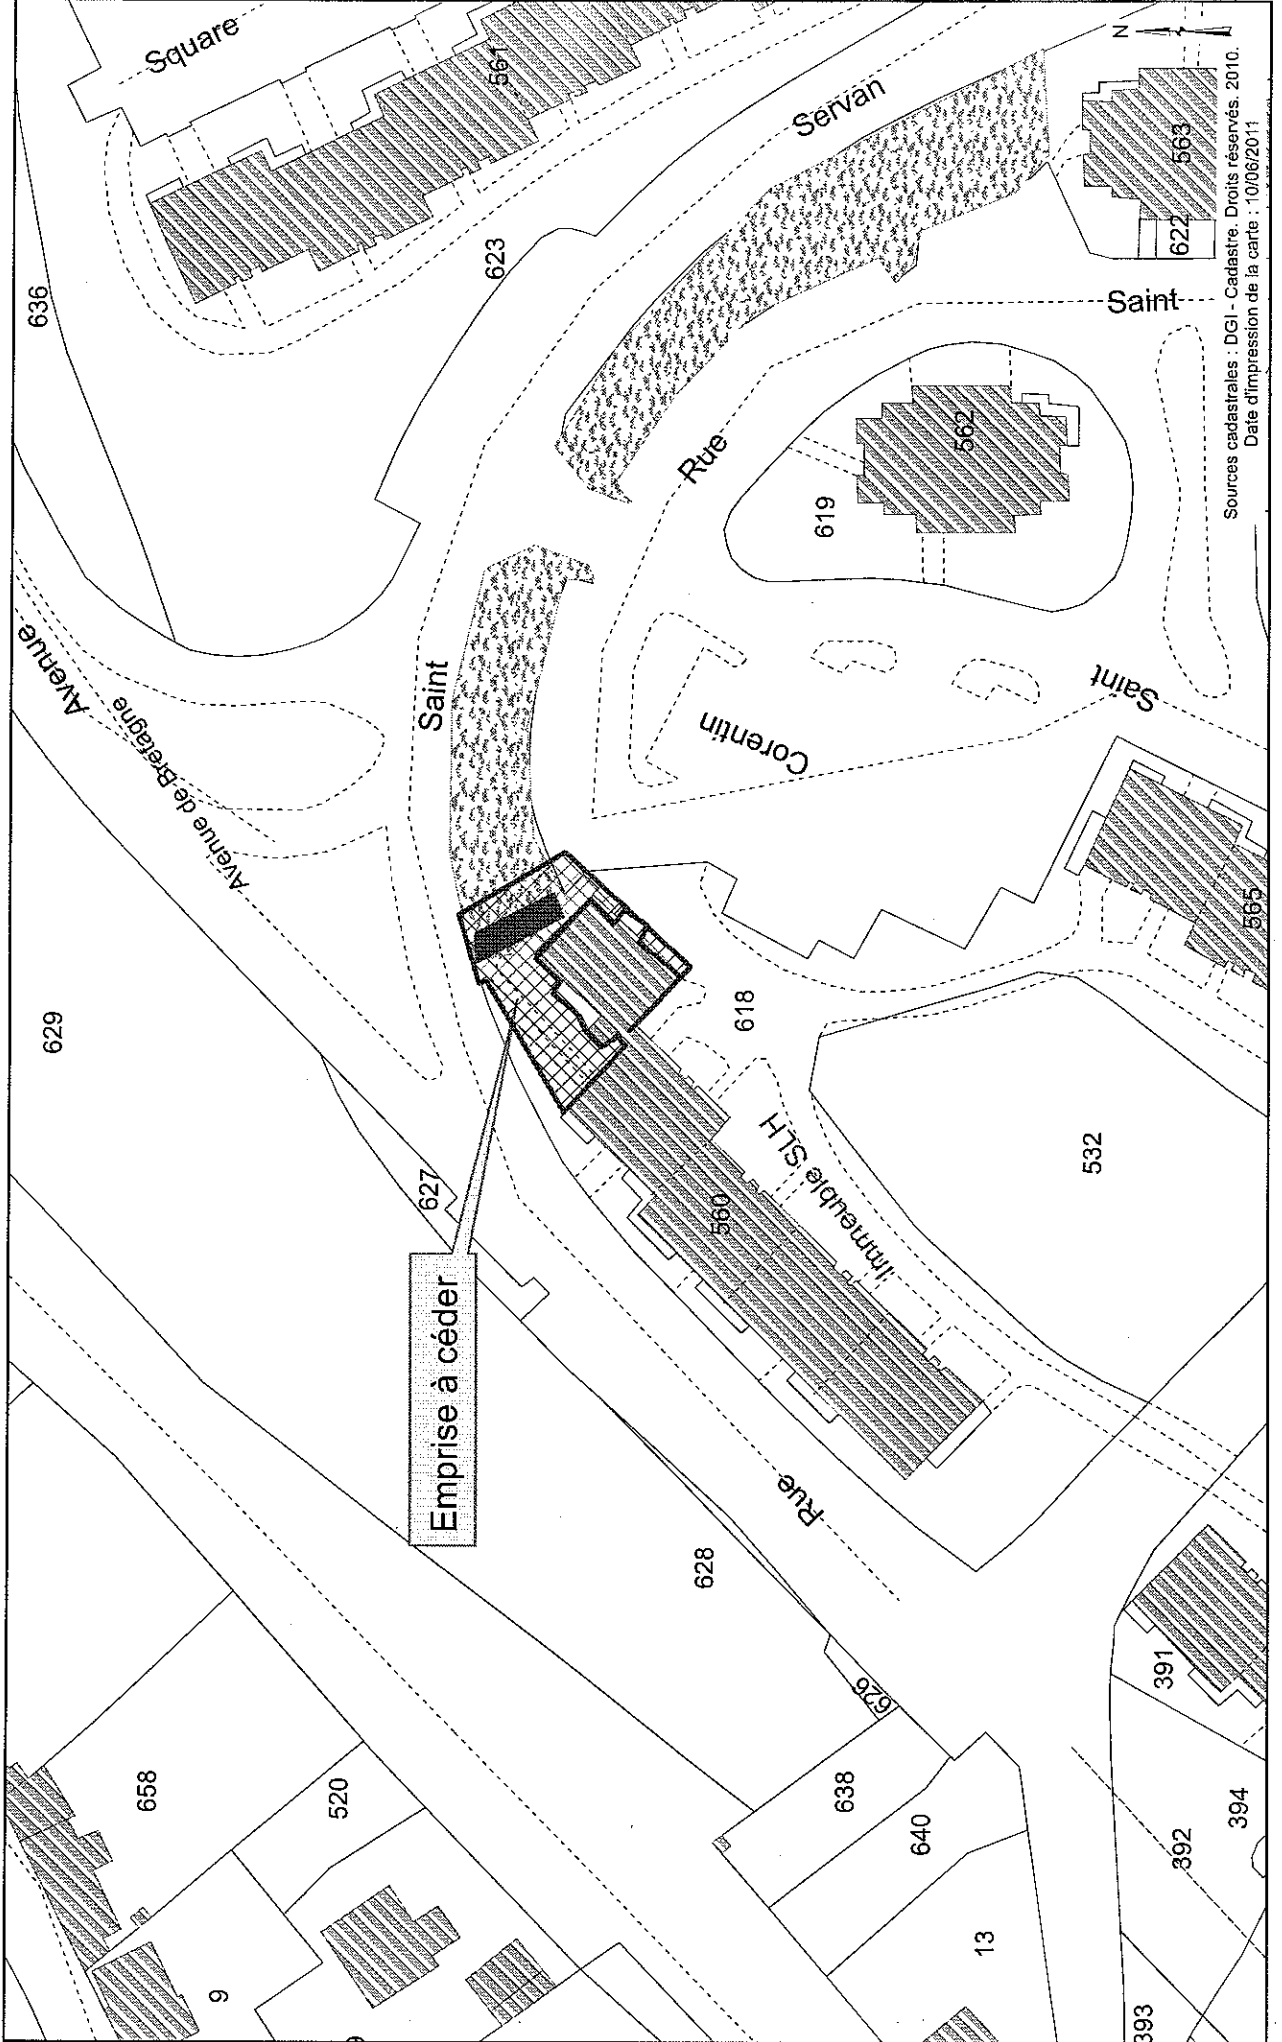 Square
561
636
623
Servan
563
622
Saint
Rue
562
619
Avenue
Avenue de Bretagne
Saint
Corentin
Saint
565
629
618
627
Emprise à céder
560
Immeuble SLH
532
Rue
628
626
391
658
520
638
640
13
392
394
393
9
Sources cadastrales : DGI - Cadastre. Droits réservés. 2010.
Date d'impression de la carte : 10/06/2011
N